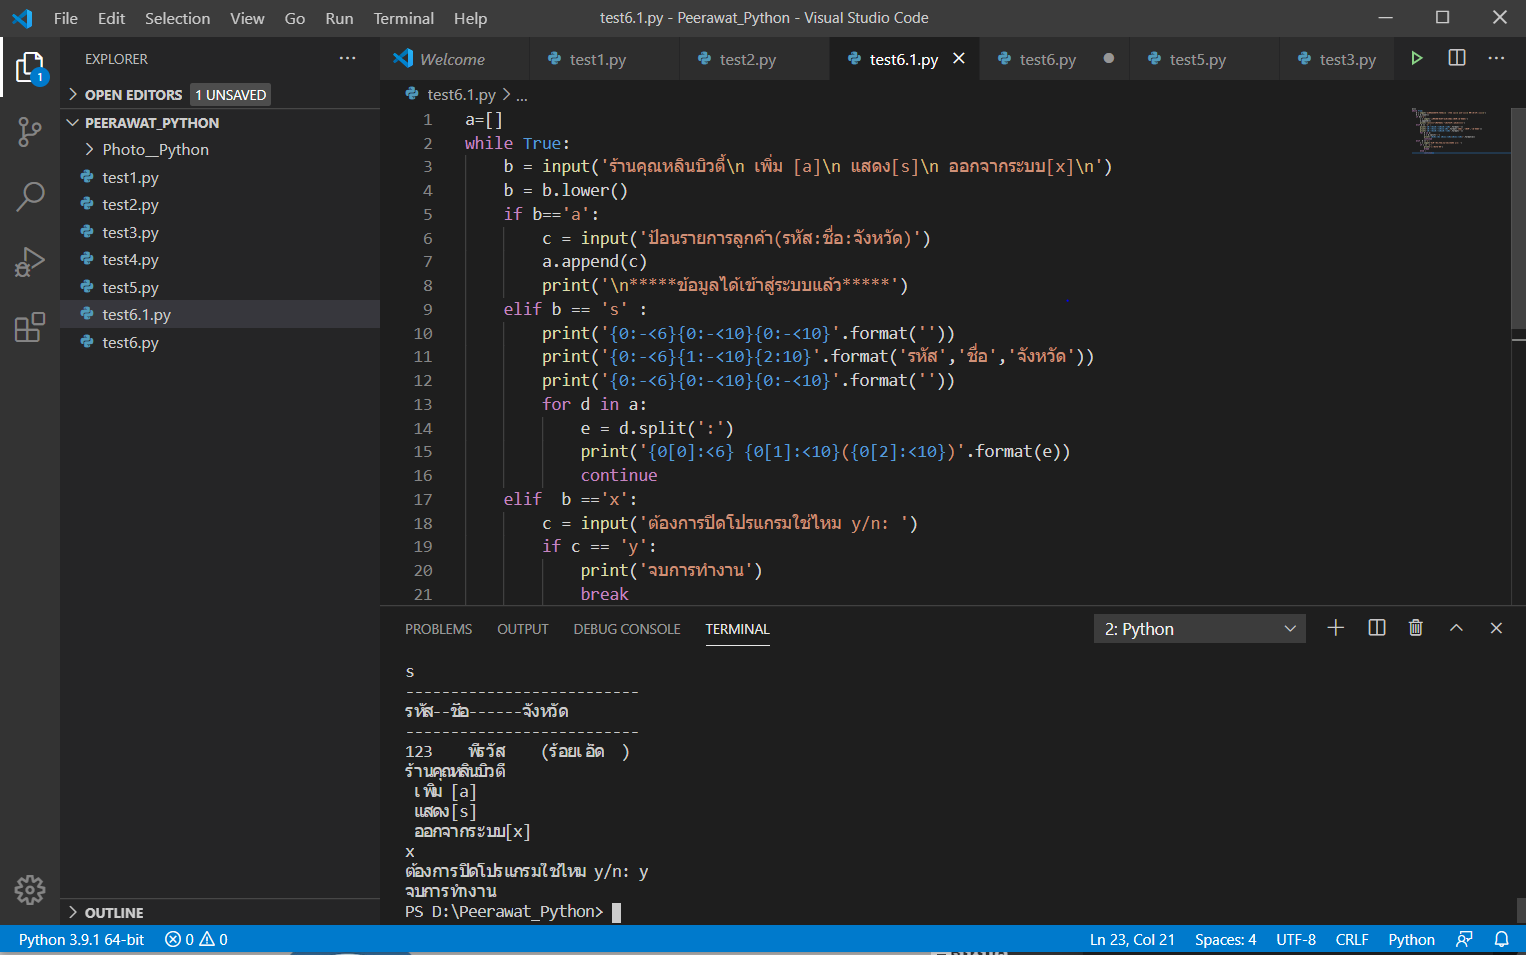 File Edit Selection View Go Run Terminal Help
test6.1.py - Peerawat_Python - Visual Studio Code
EXPLORER
1
OPEN EDITORS 1 UNSAVED
PEERAWAT_PYTHON
Photo__Python
test1.py
test2.py
test3.py
test4.py
test5.py
test6.1.py
test6.py
OUTLINE
Welcome test1.py test2.py test6.1.py test6.py test5.py test3.py
test6.1.py > ...
1 a=[]
2 while True:
3 b = input('ร้านคุณหลินบิวตี้\n เพิ่ม [a]\n แสดง[s]\n ออกจากระบบ[x]\n')
4 b = b.lower()
5 if b=='a':
6 c = input('ป้อนรายการลูกค้า(รหัส:ชื่อ:จังหวัด)')
7 a.append(c)
8 print('\n*****ข้อมูลได้เข้าสู่ระบบแล้ว*****')
9 elif b == 's' :
10 print('{0:-<6}{0:-<10}{0:-<10}'.format(''))
11 print('{0:-<6}{1:-<10}{2:10}'.format('รหัส','ชื่อ','จังหวัด'))
12 print('{0:-<6}{0:-<10}{0:-<10}'.format(''))
13 for d in a:
14 e = d.split(':')
15 print('{0[0]:<6} {0[1]:<10}({0[2]:<10})'.format(e))
16 continue
17 elif  b =='x':
18 c = input('ต้องการปิดโปรแกรมใช่ไหม y/n: ')
19 if c == 'y':
20 print('จบการทำงาน')
21 break
PROBLEMS OUTPUT DEBUG CONSOLE TERMINAL
2: Python
s
--------------------------
รหัส--ชื่อ------จังหวัด
--------------------------
123 พีรวัส (ร้อยเอ็ด )
ร้านคุณหลินบิวตี้
เพิ่ม [a]
แสดง[s]
ออกจากระบบ[x]
x
ต้องการปิดโปรแกรมใช่ไหม y/n: y
จบการทำงาน
PS D:\Peerawat_Python>
Python 3.9.1 64-bit 0 0 Ln 23, Col 21 Spaces: 4 UTF-8 CRLF Python